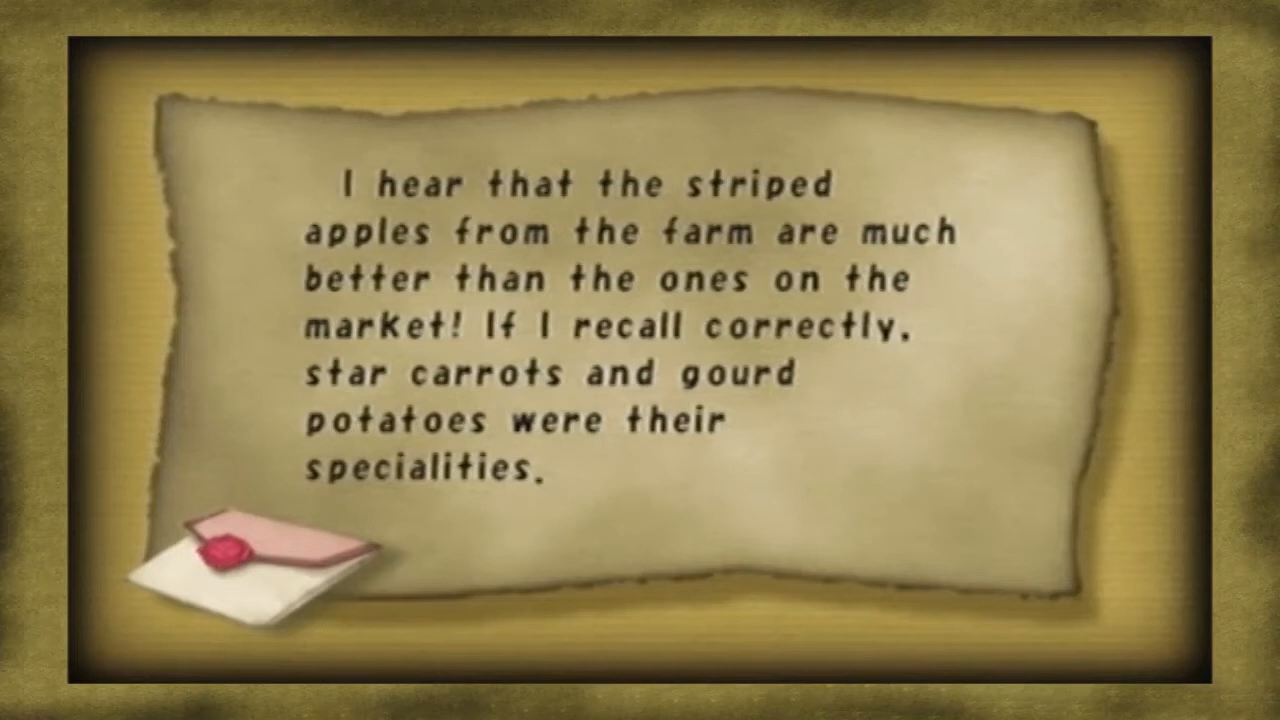 I hear that the striped
apples from the farm are much
better than the ones on the
market! If I recall correctly,
star carrots and gourd
potatoes were their
specialities.